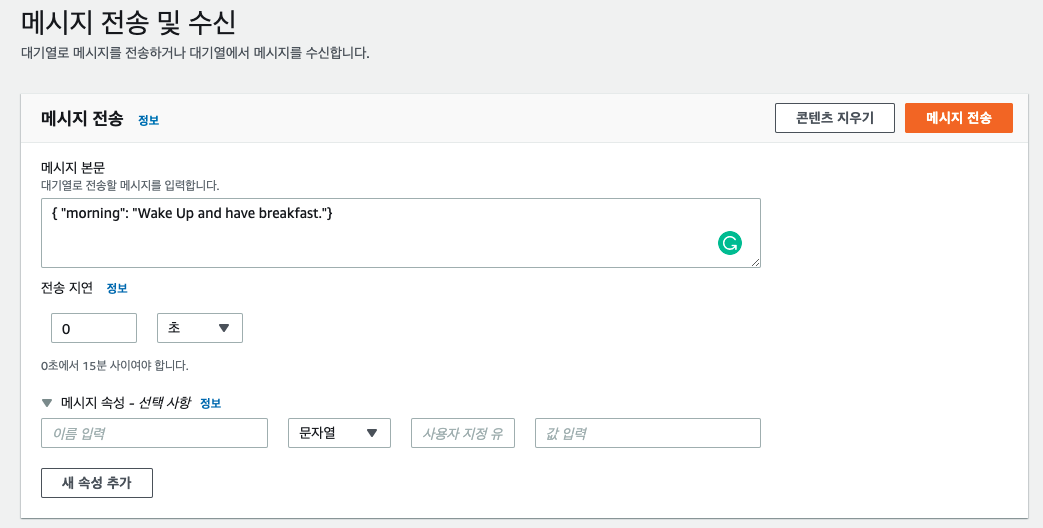 메시지 전송 및 수신
대기열로 메시지를 전송하거나 대기열에서 메시지를 수신합니다.
메시지 전송 정보
콘텐츠 지우기
메시지 전송
메시지 본문
대기열로 전송할 메시지를 입력합니다.
{ "morning": "Wake Up and have breakfast."}
전송 지연 정보
0 초
0초에서 15분 사이여야 합니다.
메시지 속성 - 선택 사항 정보
이름 입력 문자열 사용자 지정 유 값 입력
새 속성 추가